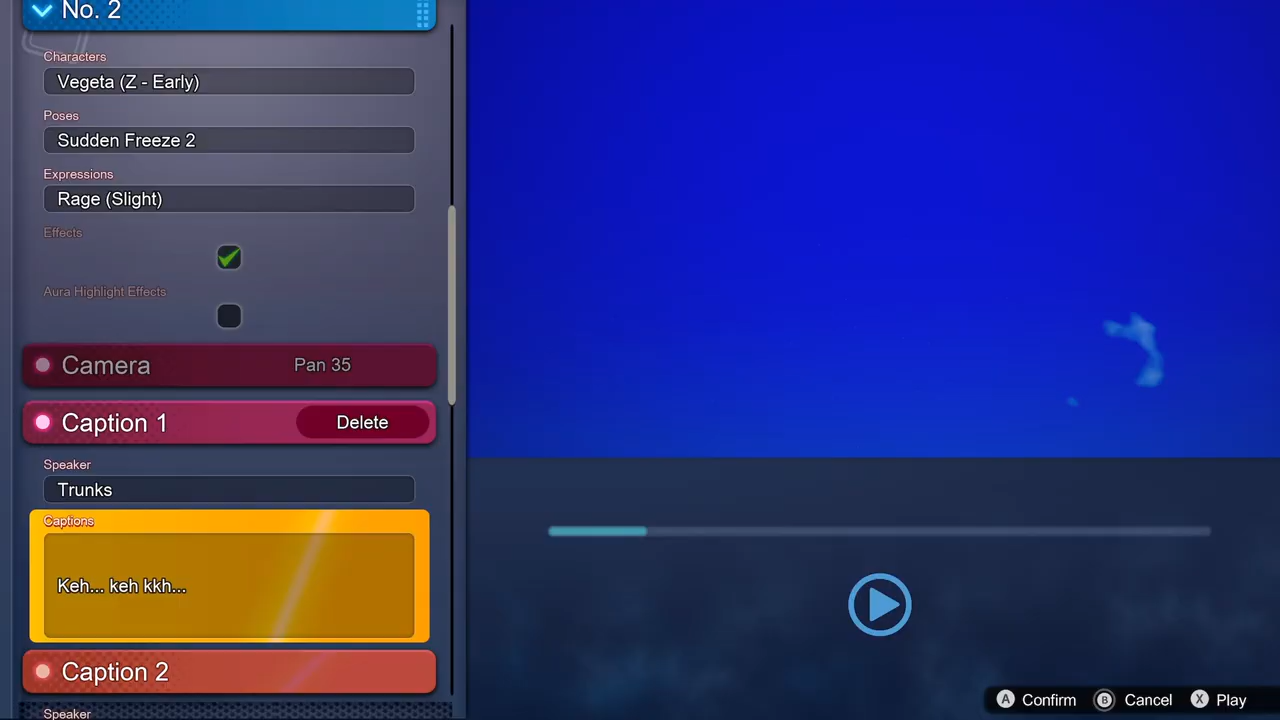 No. 2
Characters
Vegeta (Z - Early)
Poses
Sudden Freeze 2
Expressions
Rage (Slight)
Effects
Aura Highlight Effects
Camera Pan 35
Caption 1 Delete
Speaker
Trunks
Captions
Keh... keh kkh...
Caption 2
Speaker
A Confirm B Cancel X Play